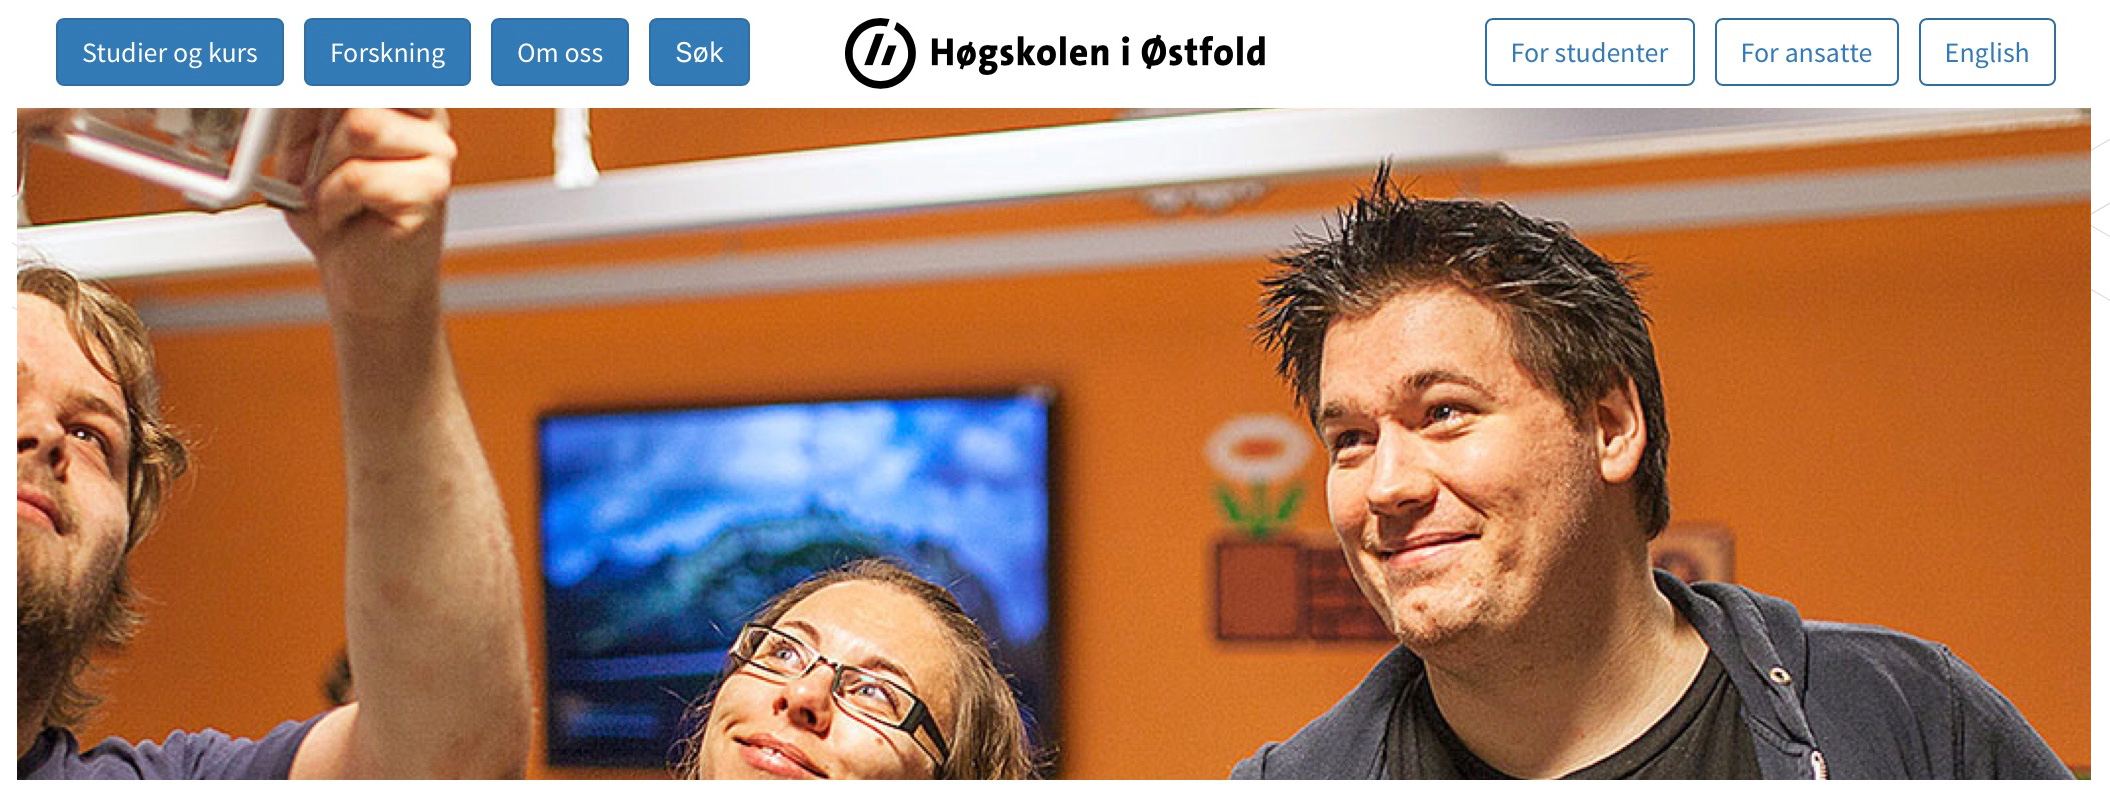 Studier og kurs
Forskning
Om oss
Søk
Høgskolen i Østfold
For studenter
For ansatte
English